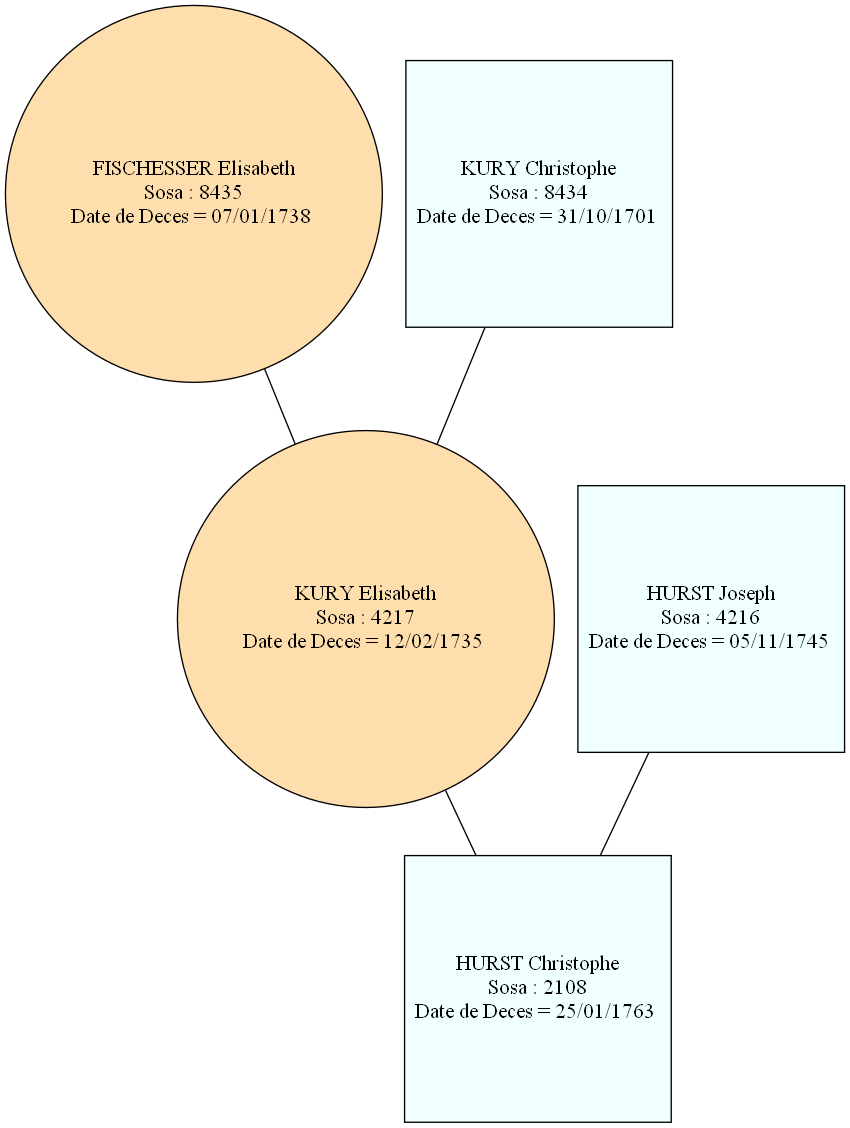 FISCHESSER Elisabeth
Sosa : 8435
Date de Deces = 07/01/1738
KURY Christophe
Sosa : 8434
Date de Deces = 31/10/1701
KURY Elisabeth
Sosa : 4217
Date de Deces = 12/02/1735
HURST Joseph
Sosa : 4216
Date de Deces = 05/11/1745
HURST Christophe
Sosa : 2108
Date de Deces = 25/01/1763